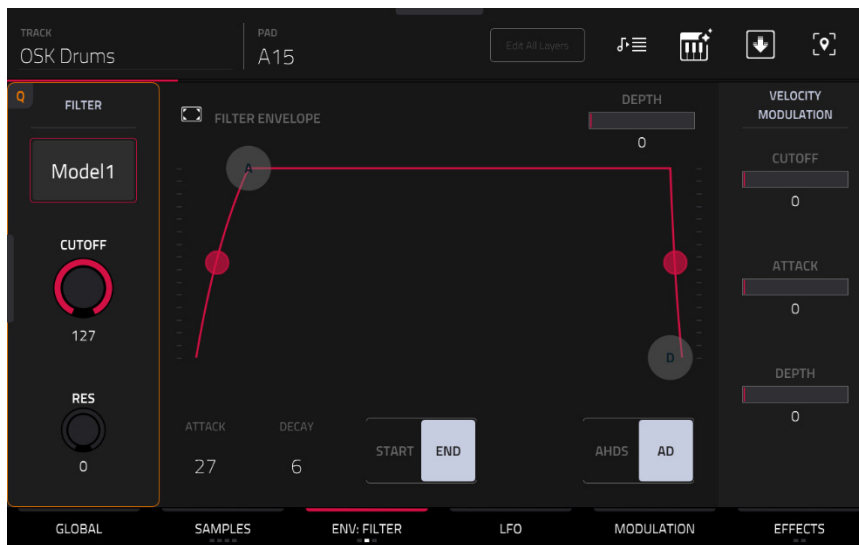 TRACK
OSK Drums
PAD
A15
Edit All Layers
Q
FILTER
Model1
CUTOFF
127
RES
0
FILTER ENVELOPE
DEPTH
0
A
D
ATTACK
27
DECAY
6
START END
AHDS AD
VELOCITY
MODULATION
CUTOFF
0
ATTACK
0
DEPTH
0
GLOBAL SAMPLES ENV: FILTER LFO MODULATION EFFECTS